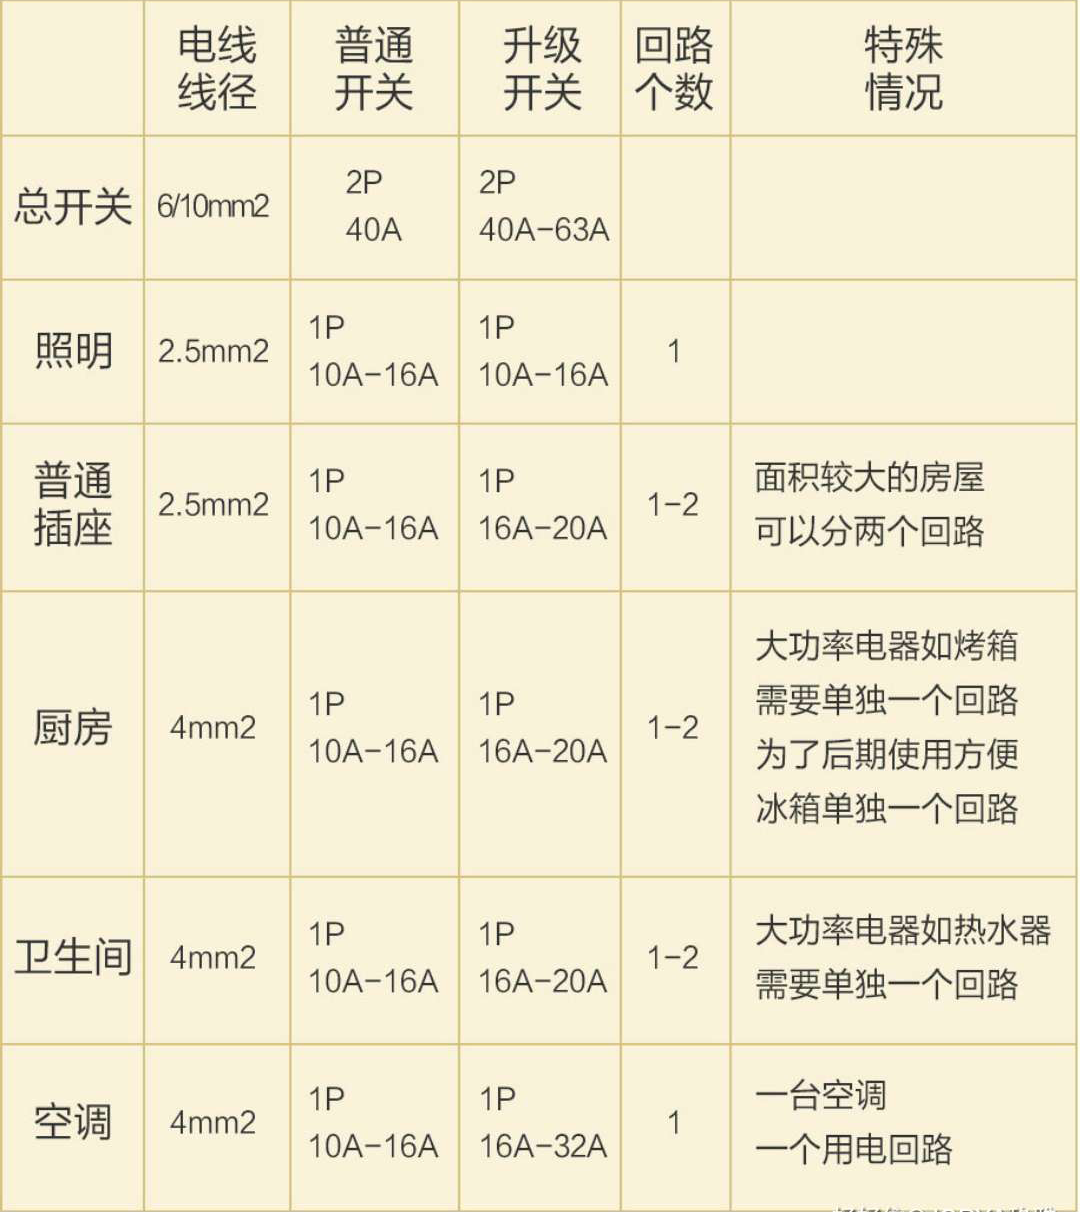 电线
线径
普通
开关
升级
开关
回路
个数
特殊
情况
总开关
6/10mm2
2P
40A
2P
40A-63A
照明
2.5mm2
1P
10A-16A
1P
10A-16A
1
普通
插座
2.5mm2
1P
10A-16A
1P
16A-20A
1-2
面积较大的房屋
可以分两个回路
厨房
4mm2
1P
10A-16A
1P
16A-20A
1-2
大功率电器如烤箱
需要单独一个回路
为了后期使用方便
冰箱单独一个回路
卫生间
4mm2
1P
10A-16A
1P
16A-20A
1-2
大功率电器如热水器
需要单独一个回路
空调
4mm2
1P
10A-16A
1P
16A-32A
1
一台空调
一个用电回路